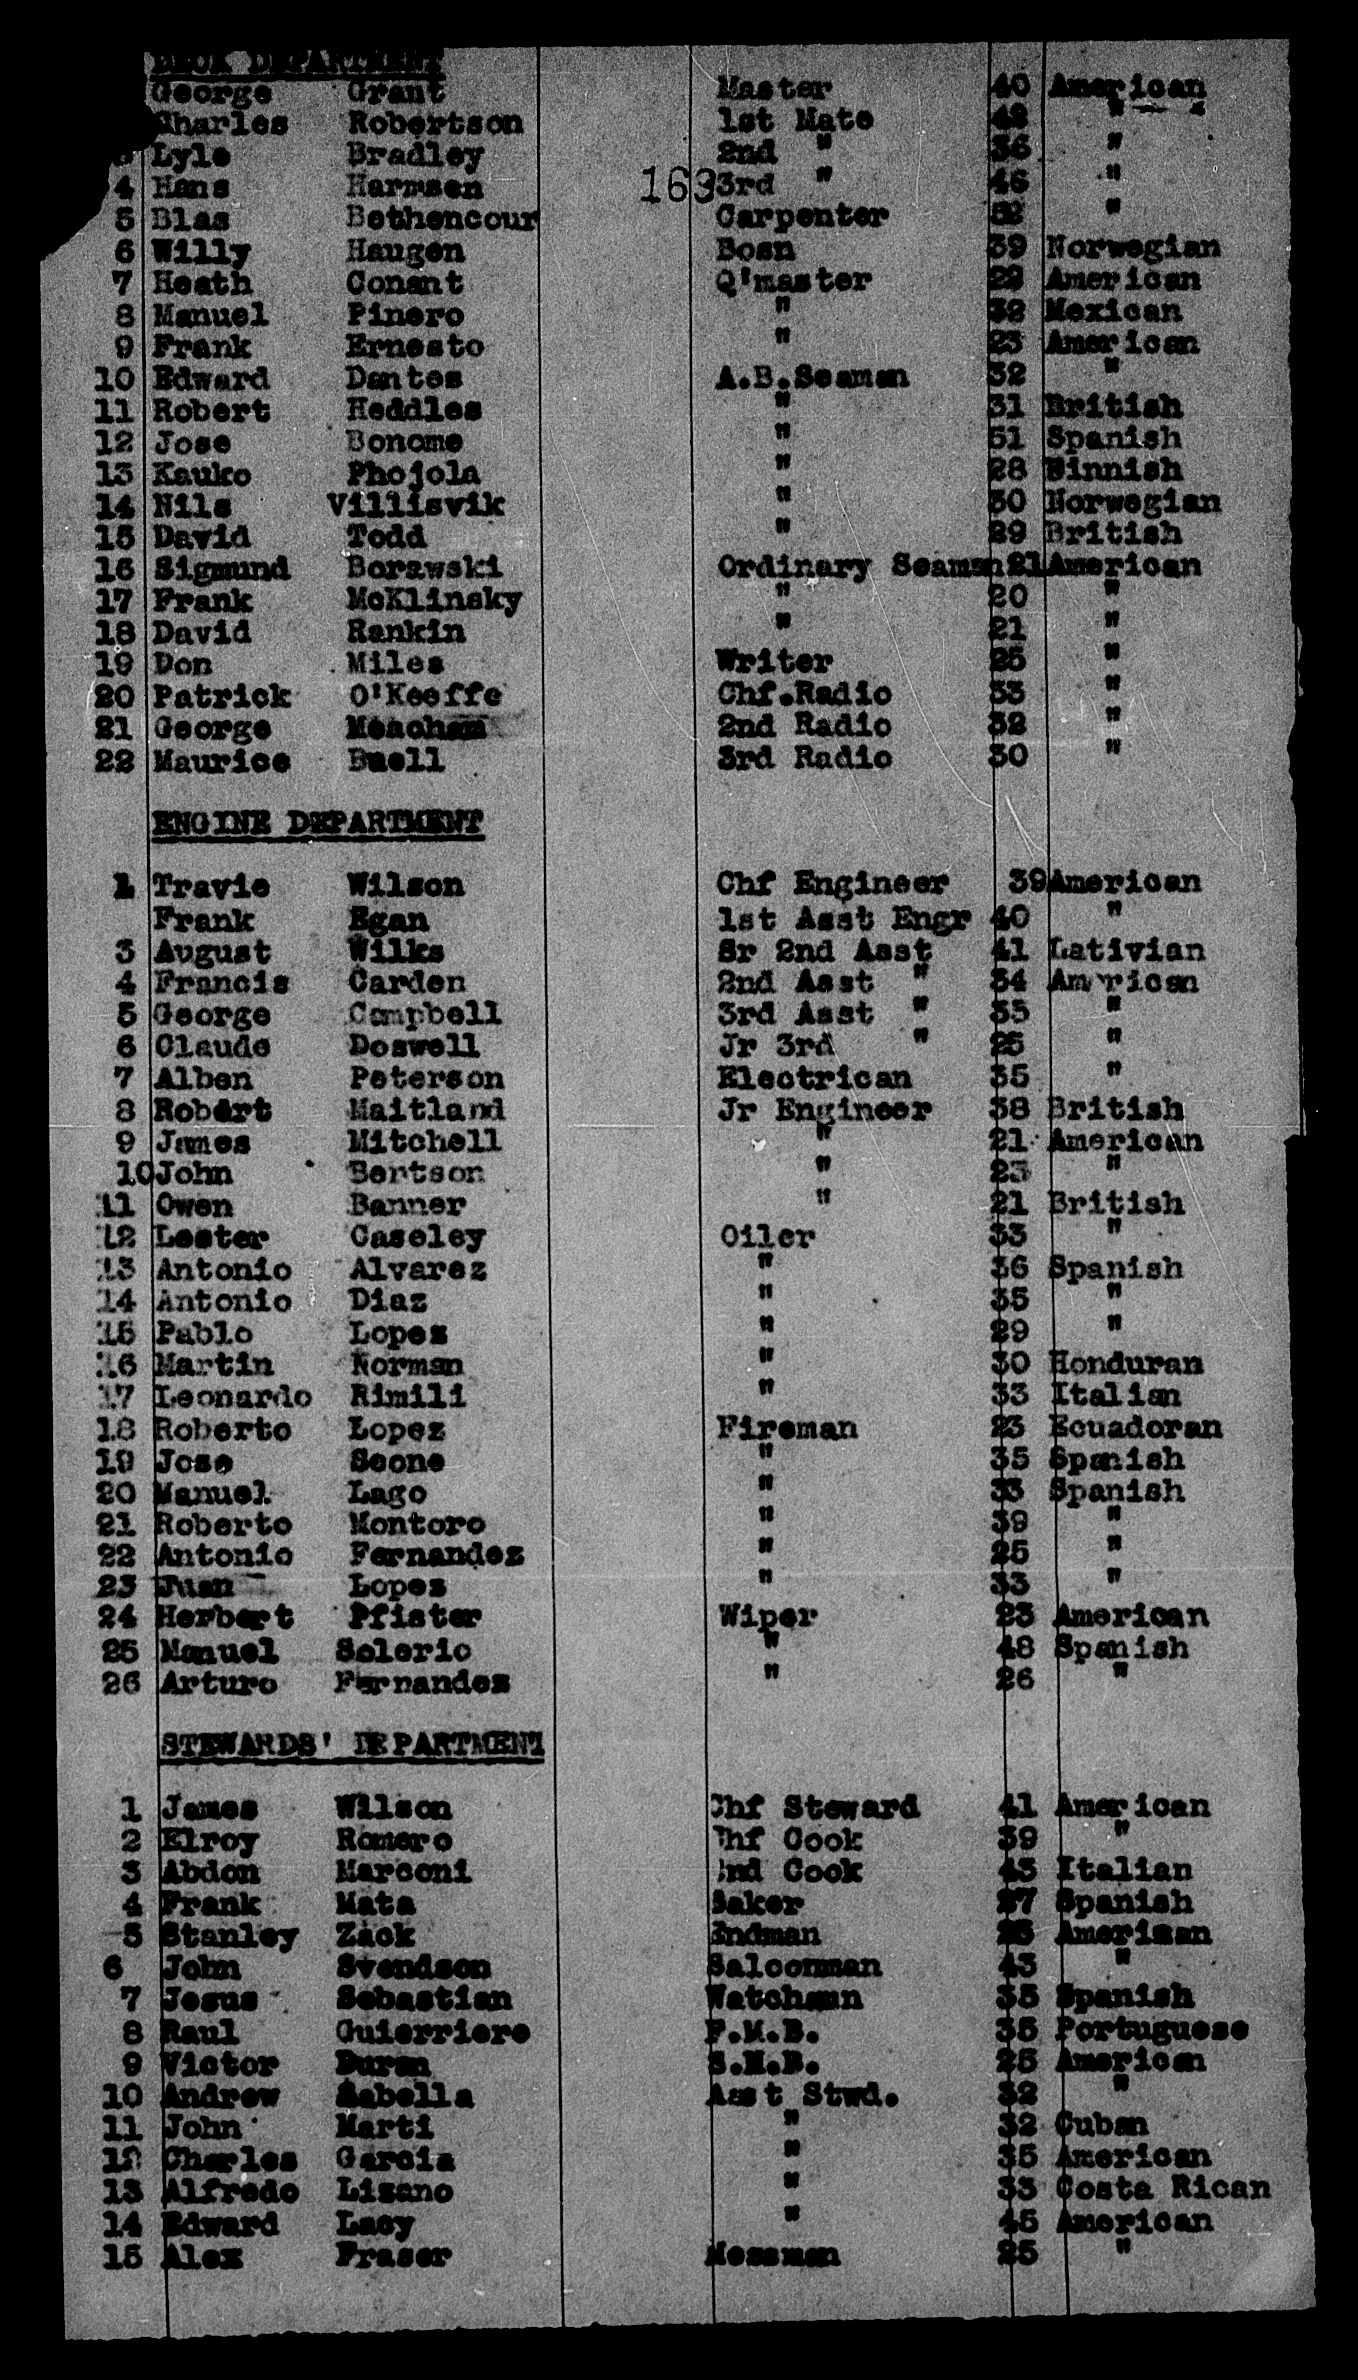 DECK DEPARTMENT
George Grant Master 40 American
Charles Robertson 1st Mate 42 "
3 Lyle Bradley 2nd " 36 "
4 Hans Harmsen 3rd " 46 "
163
5 Blas Bethencour Carpenter 52 "
6 Willy Haugen Bosn 39 Norwegian
7 Heath Conant Q'master 22 American
8 Manuel Pinero " 32 Mexican
9 Frank Ernesto " 23 American
10 Edward Dantes A.B.Seaman 32 "
11 Robert Heddles " 31 British
12 Jose Bonome " 51 Spanish
13 Kauko Phojola " 28 Finnish
14 Nils Villisvik " 30 Norwegian
15 David Todd " 29 British
16 Sigmund Borawski Ordinary Seaman 21 American
17 Frank McKlinsky " 20 "
18 David Rankin " 21 "
19 Don Miles Writer 25 "
20 Patrick O'Keeffe Chf.Radio 33 "
21 George Meacham 2nd Radio 32 "
22 Maurice Buell 3rd Radio 30 "
ENGINE DEPARTMENT
1 Travie Wilson Chf Engineer 39 American
Frank Egan 1st Asst Engr 40 "
3 August Wilks Sr 2nd Asst 41 Lativian
4 Francis Carden 2nd Asst " 34 American
5 George Campbell 3rd Asst " 33 "
6 Claude Doswell Jr 3rd " 25 "
7 Alben Peterson Electrican 35 "
8 Robert Maitland Jr Engineer 38 British
9 James Mitchell " 21 American
10 John Bertson " 23 "
11 Owen Banner " 21 British
12 Lester Caseley Oiler 33 "
13 Antonio Alvarez " 36 Spanish
14 Antonio Diaz " 35 "
15 Pablo Lopez " 29 "
16 Martin Norman " 30 Honduran
17 Leonardo Rimili " 33 Italian
18 Roberto Lopez Fireman 23 Ecuadoran
19 Jose Seone " 35 Spanish
20 Manuel Lago " 33 Spanish
21 Roberto Montoro " 39 "
22 Antonio Fernandez " 25 "
23 Juan Lopez " 33 "
24 Herbert Pfister Wiper 23 American
25 Manuel Solerio " 48 Spanish
26 Arturo Fernandez " 26 "
STEWARDS' DEPARTMENT
1 James Wilson Chf Steward 41 American
2 Elroy Romero Chf Cook 39 "
3 Abdon Marconi 2nd Cook 43 Italian
4 Frank Mata Baker 27 Spanish
5 Stanley Zack 2ndman 23 American
6 John Svendson Saloonman 43 "
7 Jesus Sebastian Watchman 35 Spanish
8 Raul Guierriere P.M.B. 35 Portuguese
9 Victor Duran S.M.B. 25 American
10 Andrew Asbella Asst Stwd. 32 "
11 John Marti " 32 Cuban
12 Charles Garcia " 35 American
13 Alfredo Lizano " 33 Costa Rican
14 Edward Lacy " 45 American
15 Alex Fraser Messman 25 "